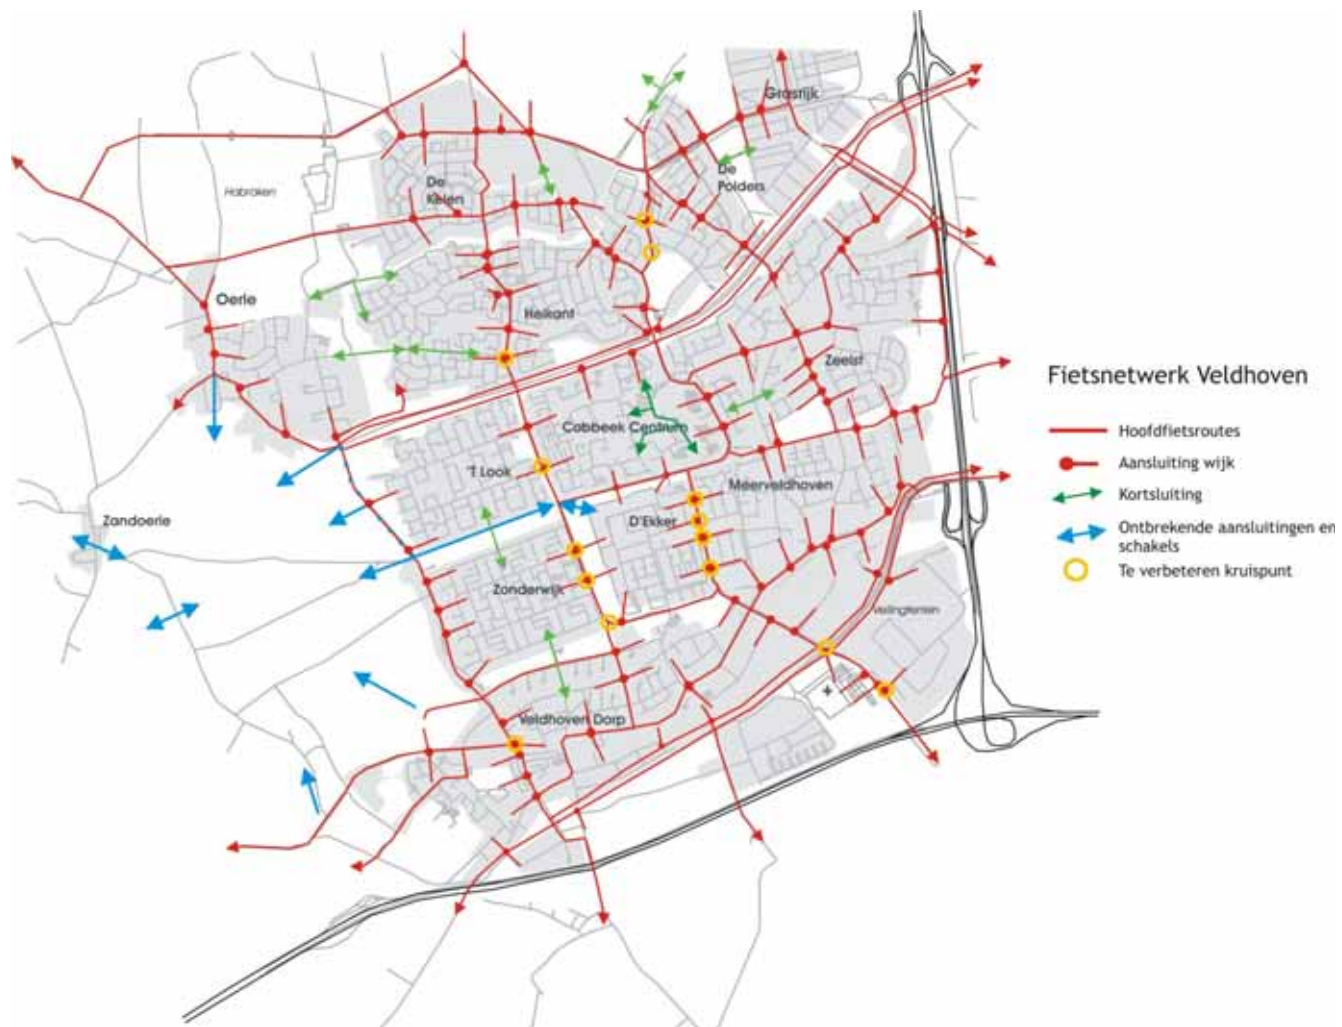 Grasrijk
De
Polders
De
Kelen
Habraken
Oerle
Heikant
Zeelst
Cobbeek Centrum
'T Look
Meerveldhoven
D'Ekker
Zandoerle
Zonderwijk
Veldhoven Dorp
Fietsnetwerk Veldhoven
Hoofdfietsroutes
Aansluiting wijk
Kortsluiting
Ontbrekende aansluitingen en
schakels
Te verbeteren kruispunt